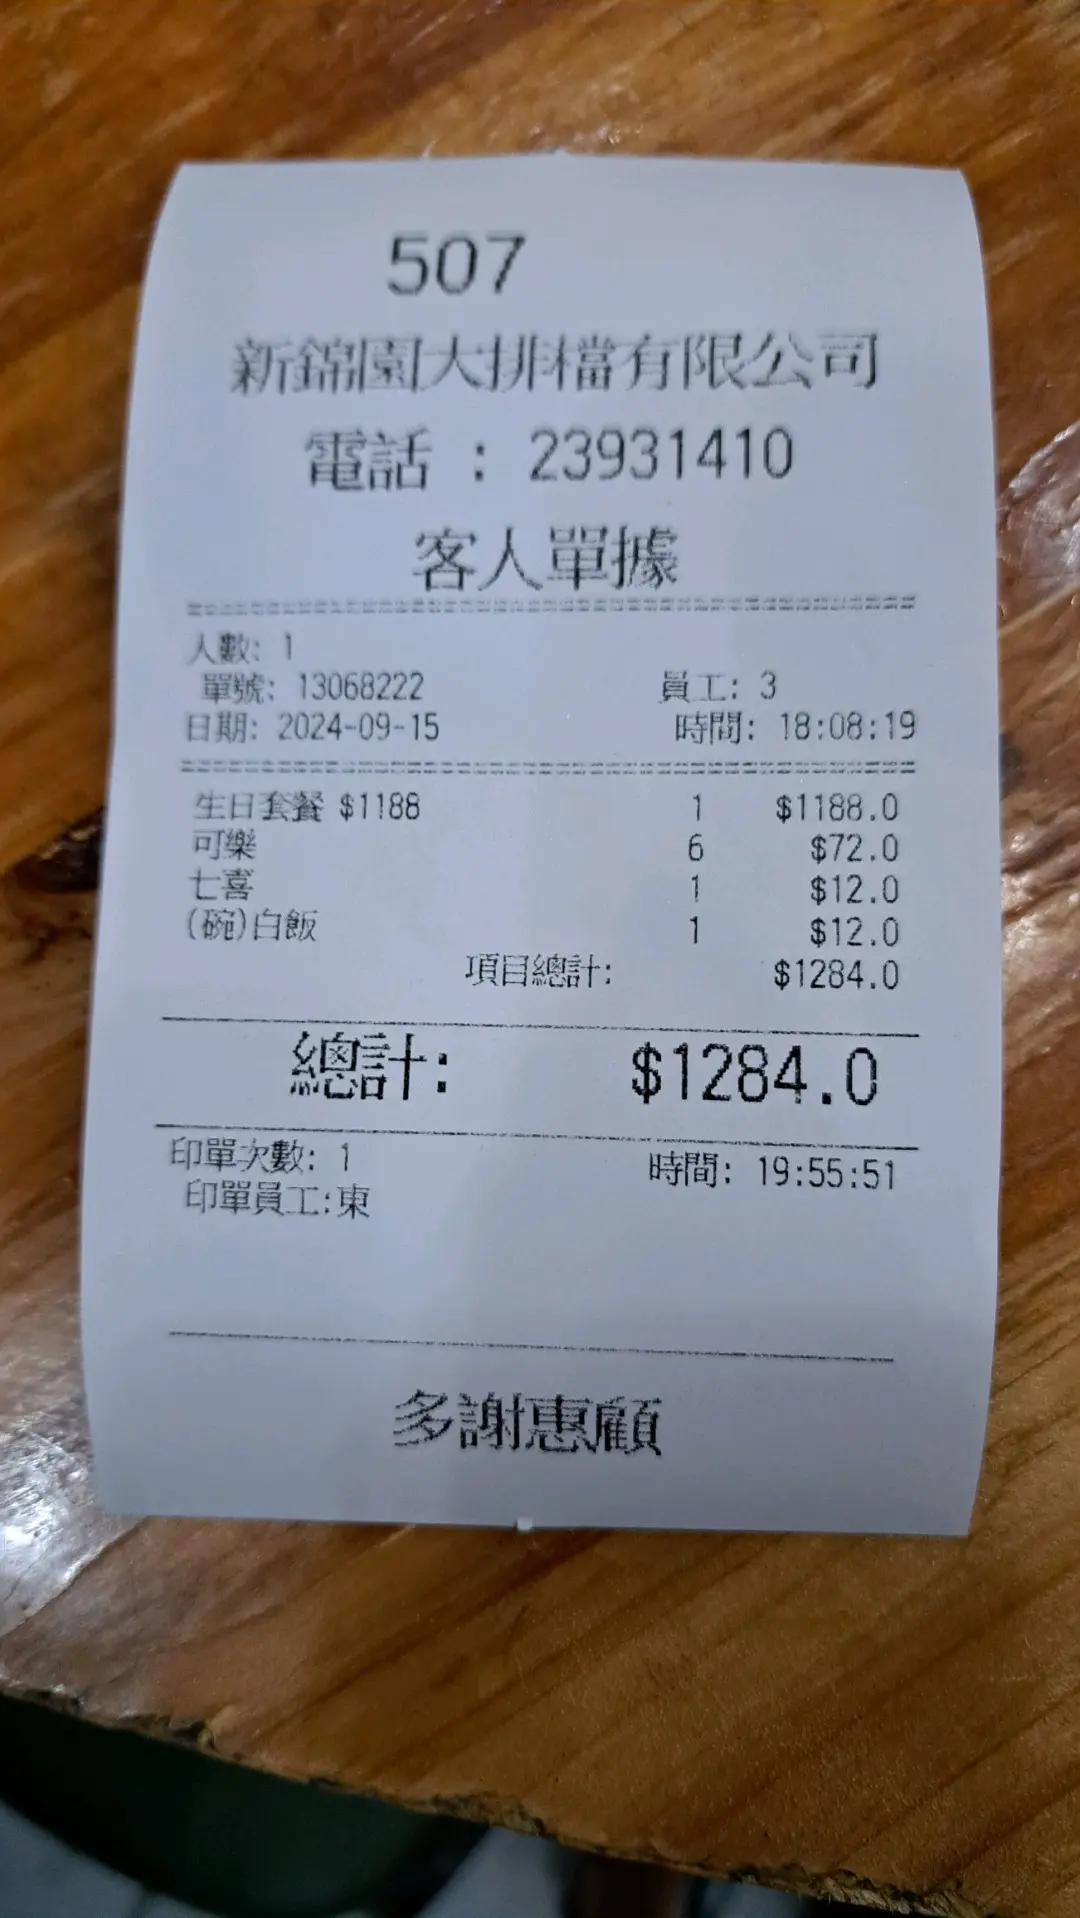 507
新錦園大排檔有限公司
電話 : 23931410
客人單據
人數: 1
單號: 13068222 員工: 3
日期: 2024-09-15 時間: 18:08:19
生日套餐 $1188 1 $1188.0
可樂 6 $72.0
七喜 1 $12.0
(碗)白飯 1 $12.0
項目總計: $1284.0
總計: $1284.0
印單次數: 1 時間: 19:55:51
印單員工:東
多謝惠顧